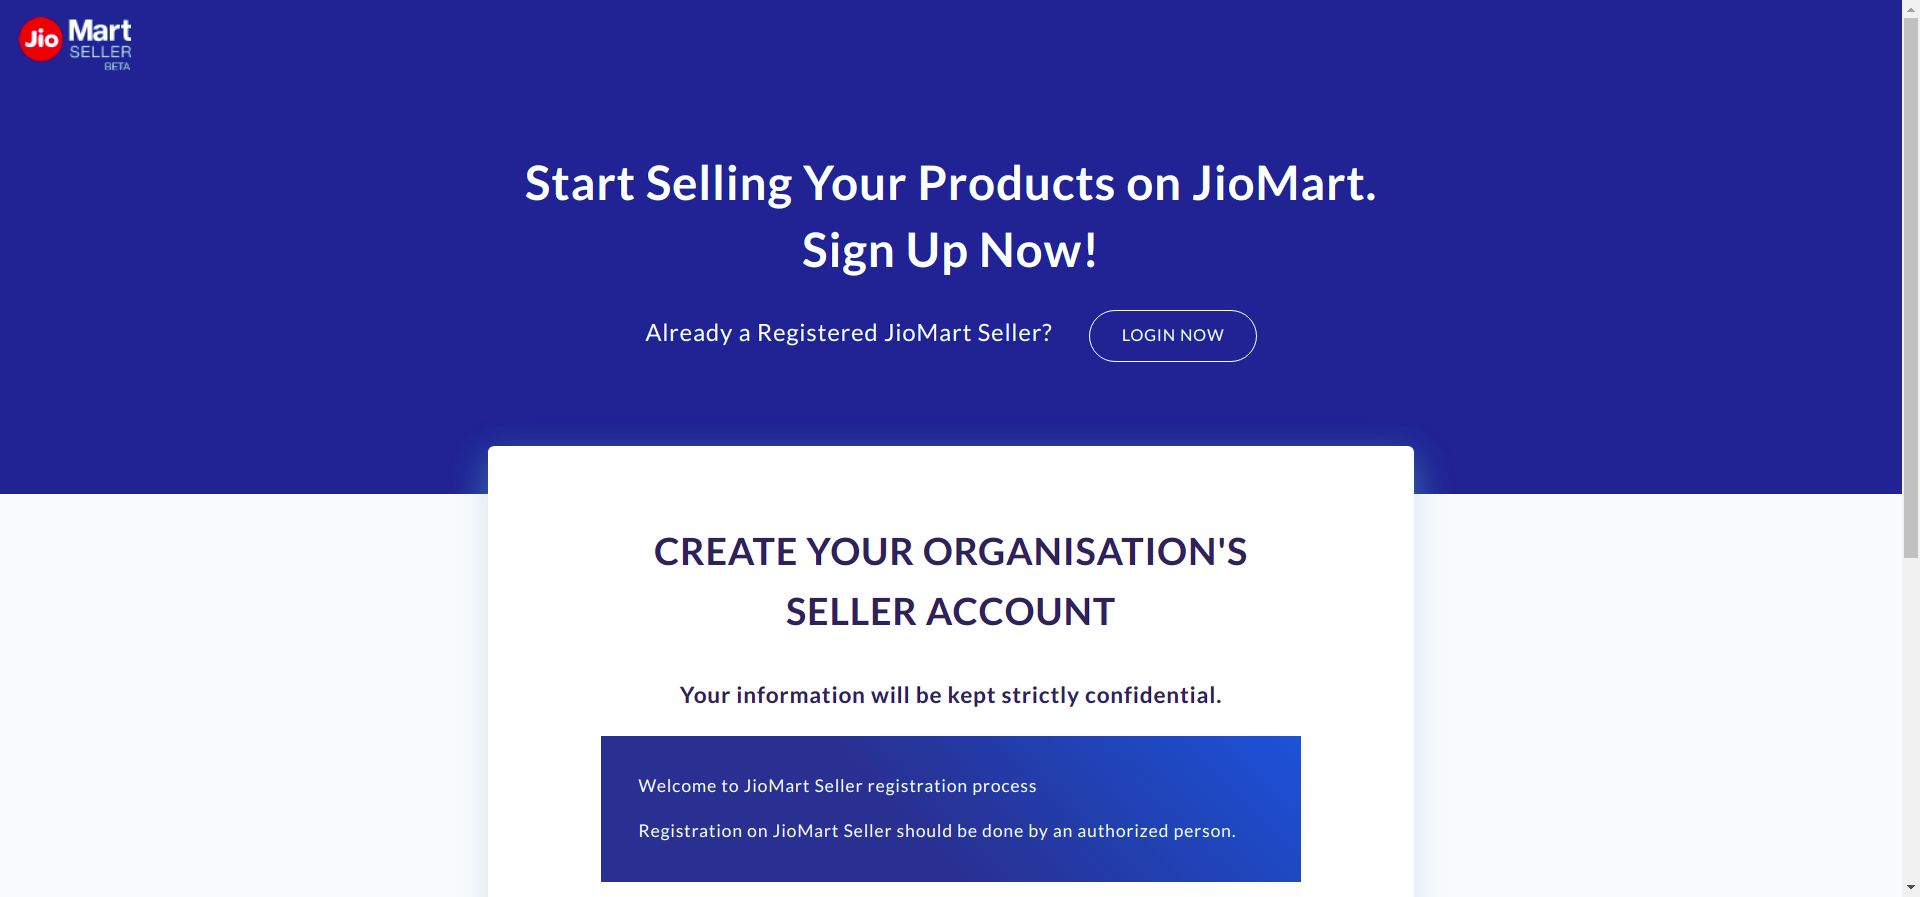 Jio Mart
SELLER
BETA
Start Selling Your Products on JioMart.
Sign Up Now!
Already a Registered JioMart Seller? LOGIN NOW
CREATE YOUR ORGANISATION'S
SELLER ACCOUNT
Your information will be kept strictly confidential.
Welcome to JioMart Seller registration process
Registration on JioMart Seller should be done by an authorized person.